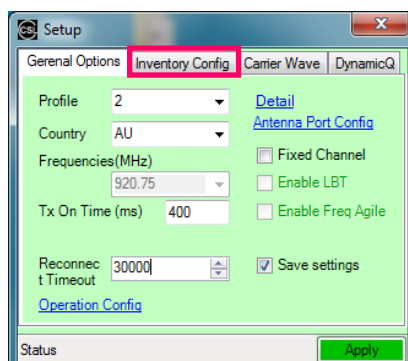 CSL Setup
Gerenal Options Inventory Config Carrier Wave DynamicQ
Profile 2 Detail
Country AU Antenna Port Config
Frequencies(MHz) Fixed Channel
920.75 Enable LBT
Tx On Time (ms) 400 Enable Freq Agile
Reconnec
t Timeout 30000 Save settings
Operation Config
Status Apply